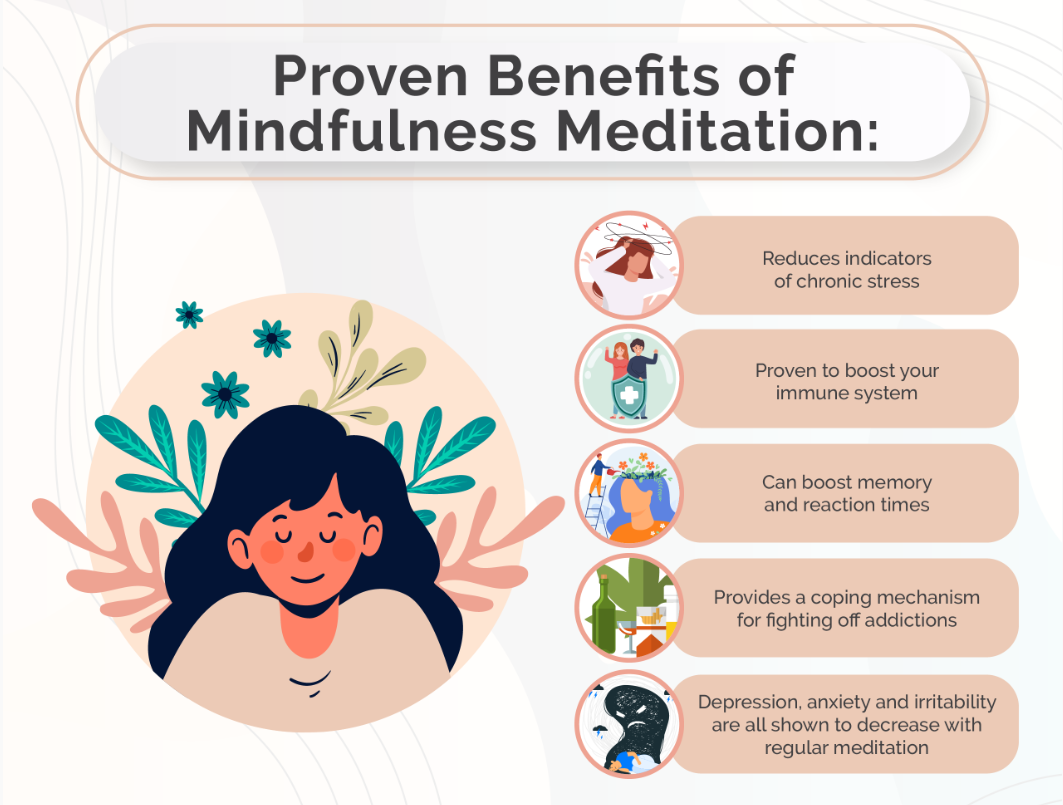 Proven Benefits of
Mindfulness Meditation:
Reduces indicators
of chronic stress
Proven to boost your
immune system
Can boost memory
and reaction times
Provides a coping mechanism
for fighting off addictions
Depression, anxiety and irritability
are all shown to decrease with
regular meditation